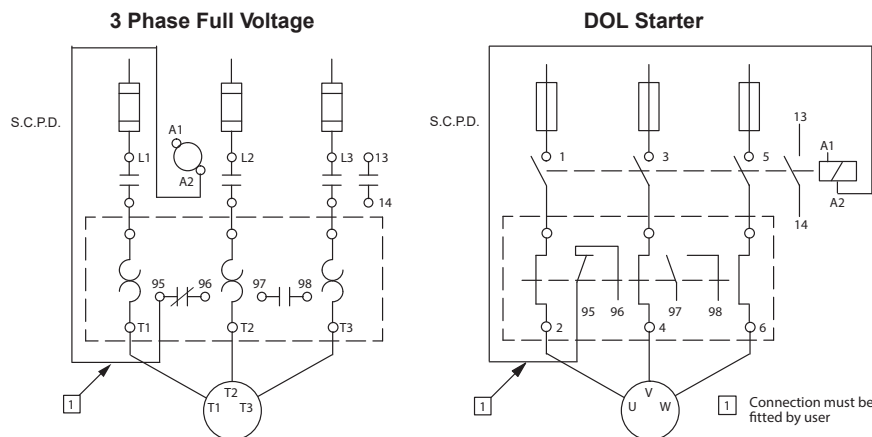 3 Phase Full Voltage
DOL Starter
S.C.P.D.
A1
A2
L1
L2
L3
13
14
95
96
97
98
T1
T2
T3
T1
T2
T3
1
S.C.P.D.
1
3
5
13
A1
A2
14
95
96
97
98
2
4
6
U
V
W
1
1 Connection must be
fitted by user